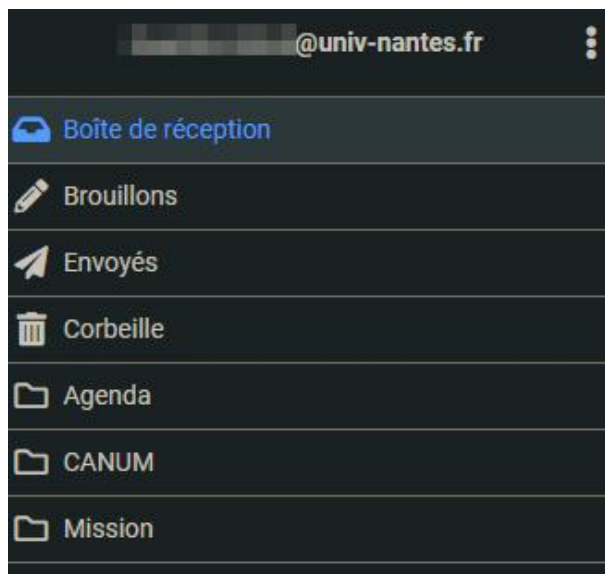 @univ-nantes.fr
Boîte de réception
Brouillons
Envoyés
Corbeille
Agenda
CANUM
Mission